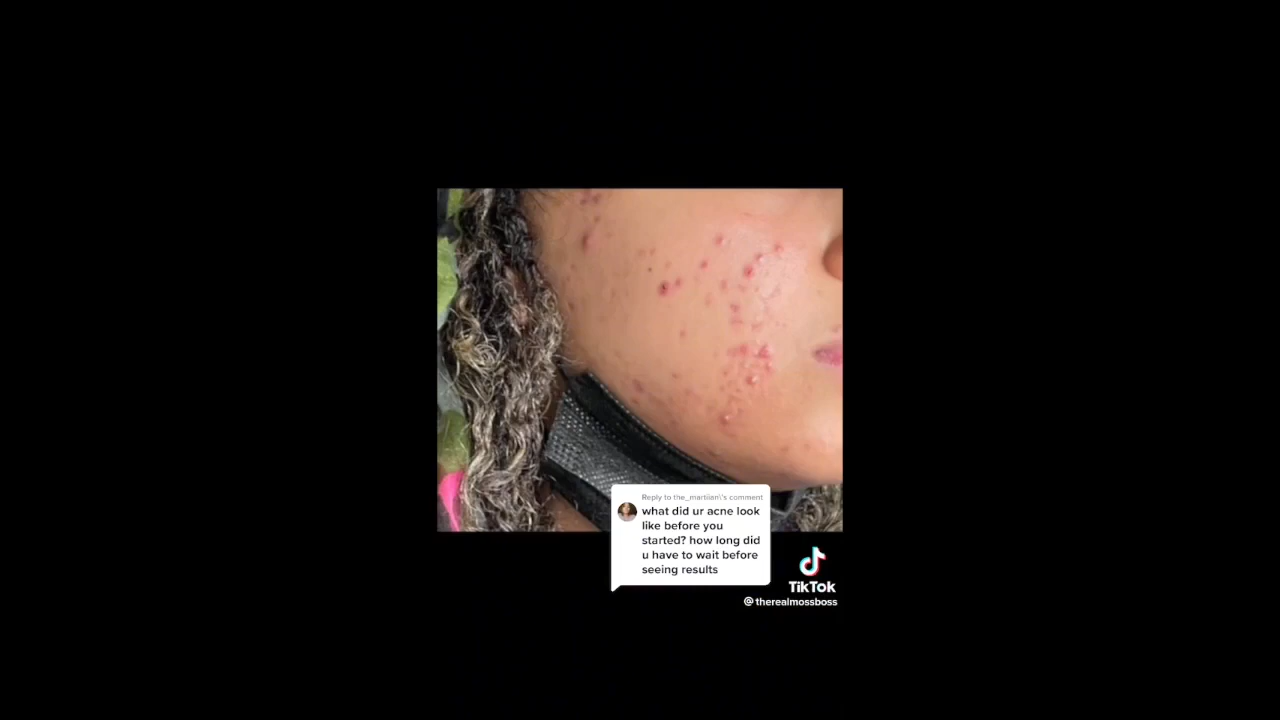 Reply to the_martiian\'s comment
what did ur acne look
like before you
started? how long did
u have to wait before
seeing results
TikTok
@ therealmossboss